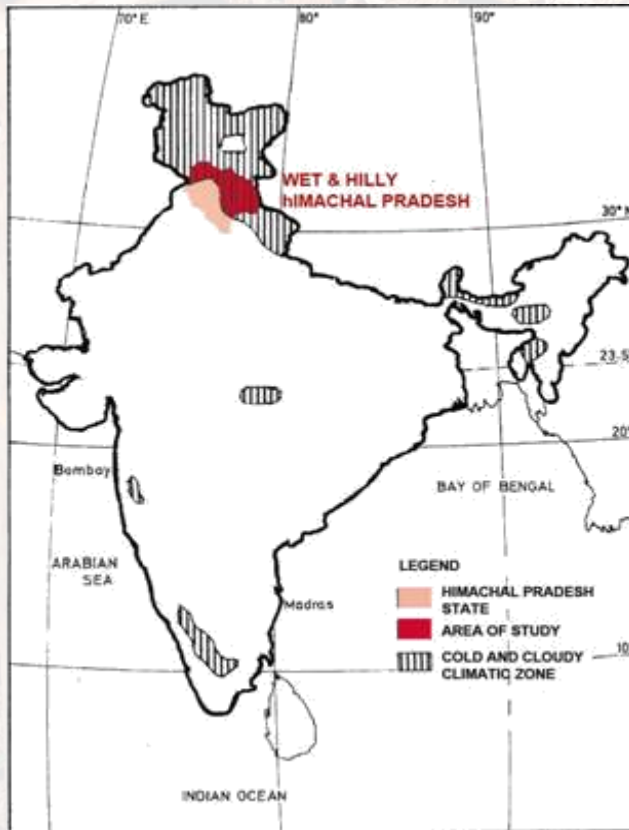 70° E
80°
90°
WET & HILLY
hIMACHAL PRADESH
30° N
23·5
20°
Bombay
BAY OF BENGAL
ARABIAN
SEA
LEGEND
HIMACHAL PRADESH
STATE
Madras
AREA OF STUDY
COLD AND CLOUDY
CLIMATIC ZONE
10
INDIAN OCEAN